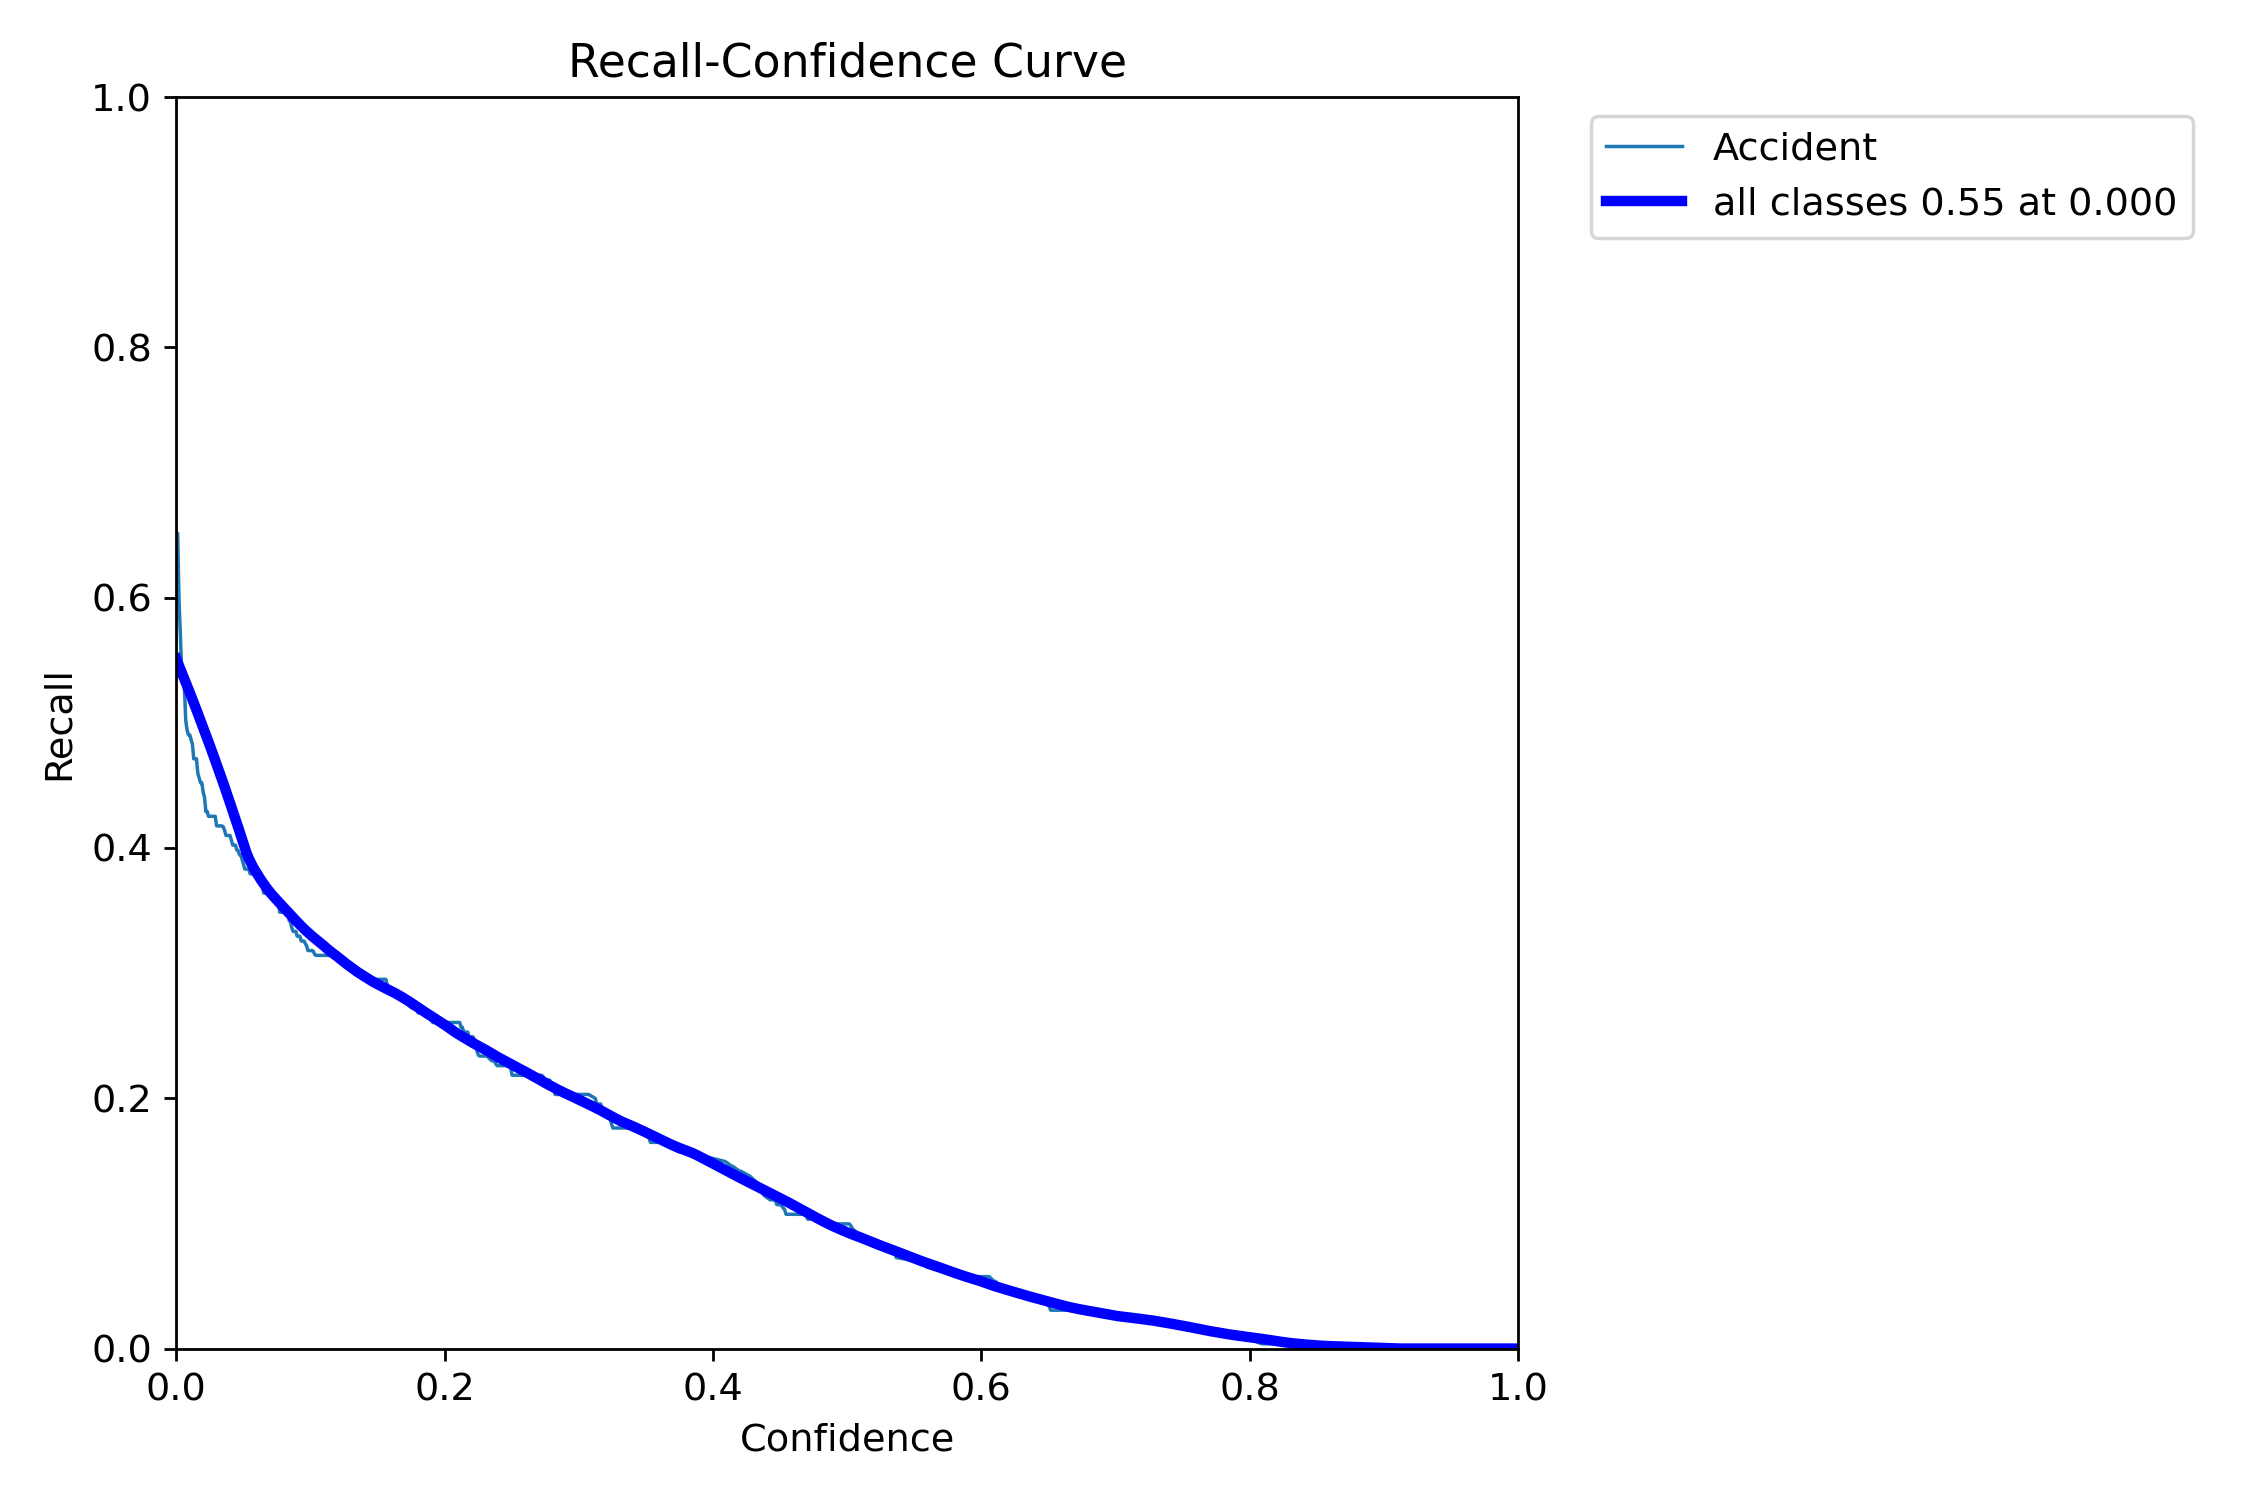 Recall-Confidence Curve
Accident
all classes 0.55 at 0.000
1.0
0.8
0.6
0.4
0.2
0.0
Recall
0.0 0.2 0.4 0.6 0.8 1.0
Confidence